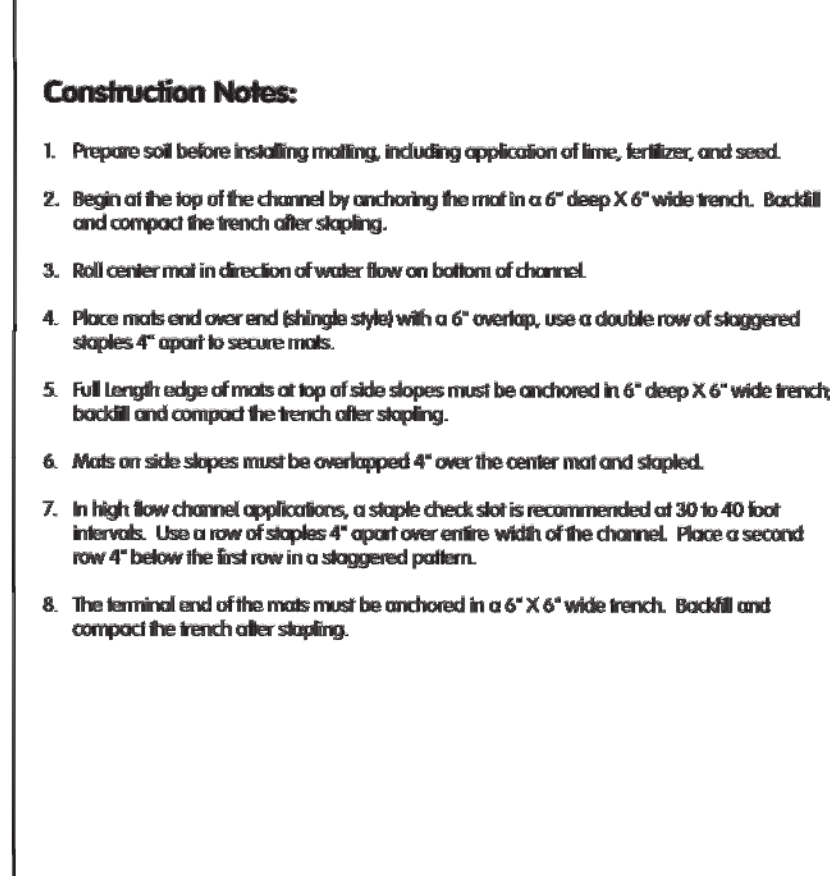 Construction Notes:
1. Prepare soil before installing matting, including application of lime, fertilizer, and seed.
2. Begin at the top of the channel by anchoring the mat in a 6" deep X 6" wide trench. Backfill
and compact the trench after stapling.
3. Roll center mat in direction of water flow on bottom of channel.
4. Place mats end over end (shingle style) with a 6" overlap, use a double row of staggered
staples 4" apart to secure mats.
5. Full Length edge of mats at top of side slopes must be anchored in 6" deep X 6" wide trench;
backfill and compact the trench after stapling.
6. Mats on side slopes must be overlapped 4" over the center mat and stapled.
7. In high flow channel applications, a staple check slot is recommended at 30 to 40 foot
intervals. Use a row of staples 4" apart over entire width of the channel. Place a second
row 4" below the first row in a staggered pattern.
8. The terminal end of the mats must be anchored in a 6" X 6" wide trench. Backfill and
compact the trench after stapling.